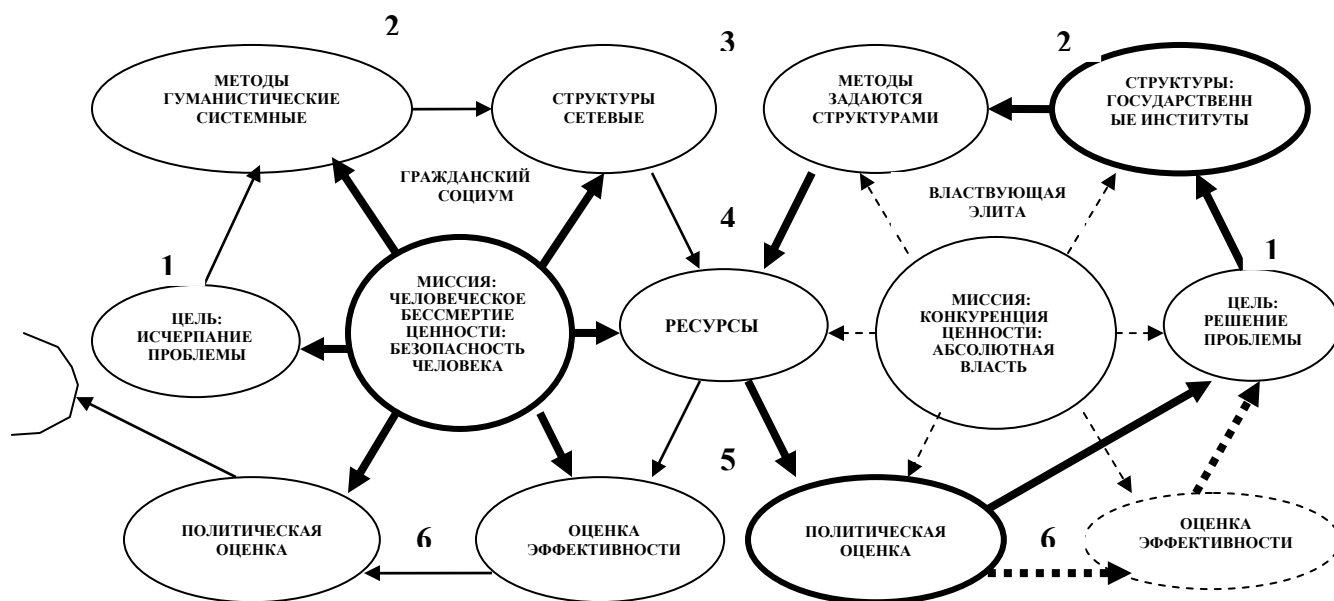 2
3
2
МЕТОДЫ
ГУМАНИСТИЧЕСКИЕ
СИСТЕМНЫЕ
СТРУКТУРЫ
СЕТЕВЫЕ
МЕТОДЫ
ЗАДАЮТСЯ
СТРУКТУРАМИ
СТРУКТУРЫ:
ГОСУДАРСТВЕНН
ЫЕ ИНСТИТУТЫ
ГРАЖДАНСКИЙ
СОЦИУМ
ВЛАСТВУЮЩАЯ
ЭЛИТА
1
4
1
ЦЕЛЬ:
ИСЧЕРПАНИЕ
ПРОБЛЕМЫ
МИССИЯ:
ЧЕЛОВЕЧЕСКОЕ
БЕССМЕРТИЕ
ЦЕННОСТИ:
БЕЗОПАСНОСТЬ
ЧЕЛОВЕКА
РЕСУРСЫ
МИССИЯ:
КОНКУРЕНЦИЯ
ЦЕННОСТИ:
АБСОЛЮТНАЯ
ВЛАСТЬ
ЦЕЛЬ:
РЕШЕНИЕ
ПРОБЛЕМЫ
5
ПОЛИТИЧЕСКАЯ
ОЦЕНКА
6
ОЦЕНКА
ЭФФЕКТИВНОСТИ
ПОЛИТИЧЕСКАЯ
ОЦЕНКА
6
ОЦЕНКА
ЭФФЕКТИВНОСТИ